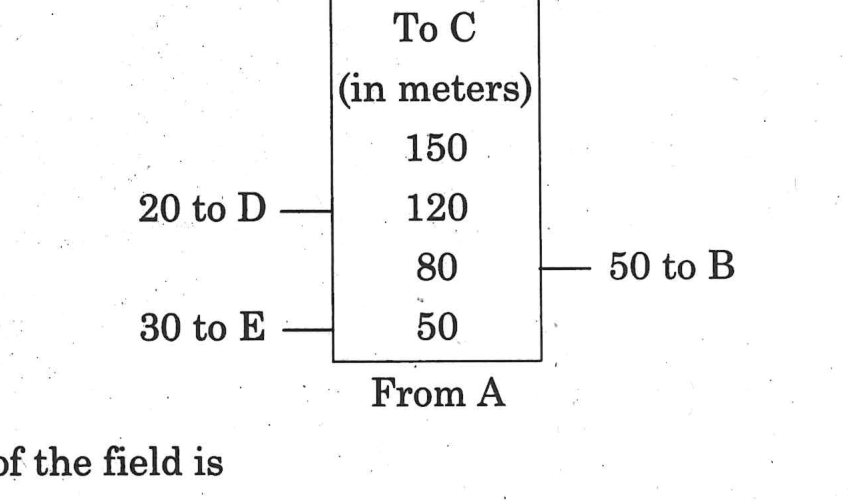 To C
(in meters)
150
20 to D 120
80 50 to B
30 to E 50
From A
of the field is